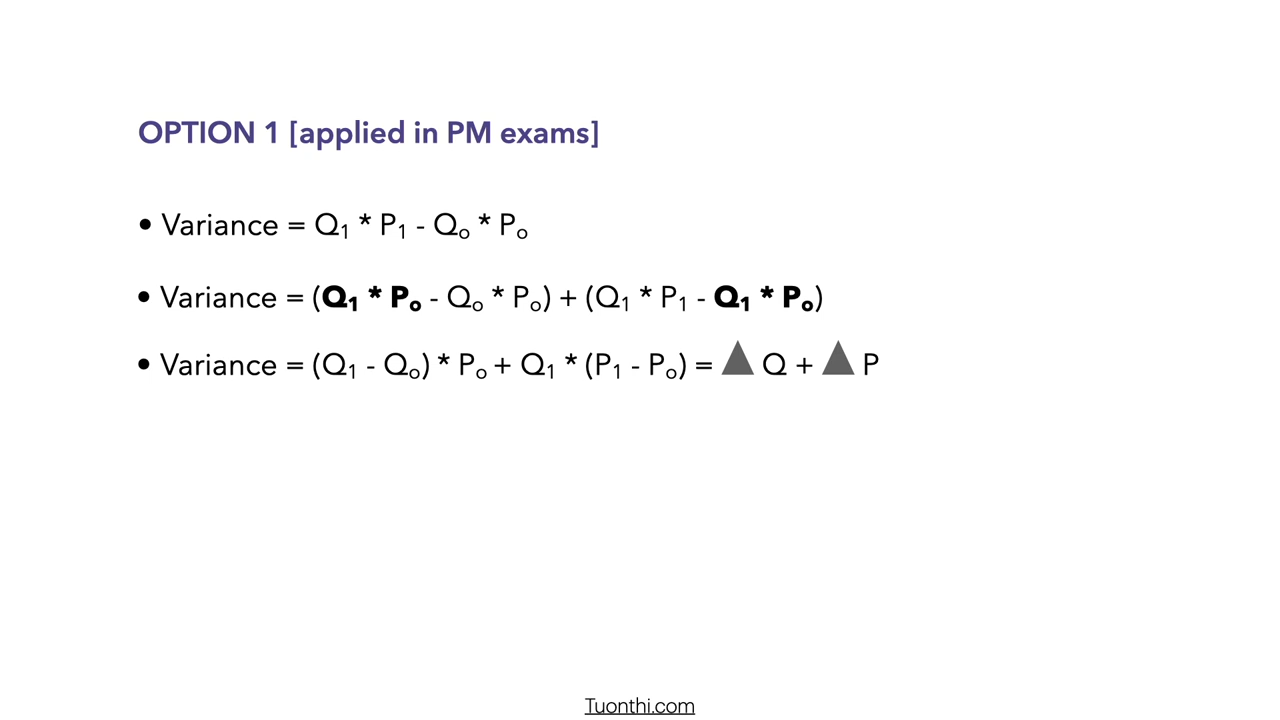 OPTION 1 [applied in PM exams]
• Variance = Q₁ * P₁ - Qₒ * Pₒ
• Variance = (Q₁ * Pₒ - Qₒ * Pₒ) + (Q₁ * P₁ - Q₁ * Pₒ)
• Variance = (Q₁ - Qₒ) * Pₒ + Q₁ * (P₁ - Pₒ) = ▲ Q + ▲ P
Tuonthi.com